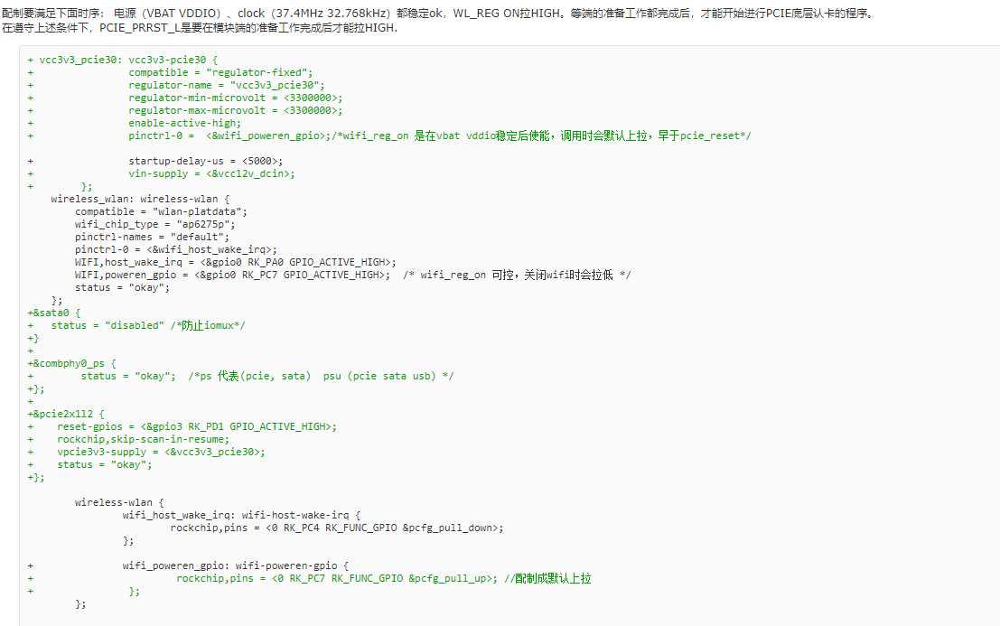 配制要满足下面时序： 电源（VBAT VDDIO）、clock（37.4MHz 32.768kHz）都稳定ok，WL_REG ON拉HIGH。等端的准备工作都完成后，才能开始进行PCIE底层认卡的程序。
在遵守上述条件下，PCIE_PRRST_L是要在模块端的准备工作完成后才能拉HIGH.
+ vcc3v3_pcie30: vcc3v3-pcie30 {
+ compatible = "regulator-fixed";
+ regulator-name = "vcc3v3_pcie30";
+ regulator-min-microvolt = <3300000>;
+ regulator-max-microvolt = <3300000>;
+ enable-active-high;
+ pinctrl-0 = <&wifi_poweren_gpio>;/*wifi_reg_on 是在vbat vddio稳定后使能，调用时会默认上拉，早于pcie_reset*/
+ startup-delay-us = <5000>;
+ vin-supply = <&vcc12v_dcin>;
+ };
wireless_wlan: wireless-wlan {
compatible = "wlan-platdata";
wifi_chip_type = "ap6275p";
pinctrl-names = "default";
pinctrl-0 = <&wifi_host_wake_irq>;
WIFI,host_wake_irq = <&gpio0 RK_PA0 GPIO_ACTIVE_HIGH>;
WIFI,poweren_gpio = <&gpio0 RK_PC7 GPIO_ACTIVE_HIGH>; /* wifi_reg_on 可控，关闭wifi时会拉低 */
status = "okay";
};
+&sata0 {
+ status = "disabled" /*防止iomux*/
+}
+
+&combphy0_ps {
+ status = "okay"; /*ps 代表(pcie, sata) psu (pcie sata usb) */
+};
+
+&pcie2x1l2 {
+ reset-gpios = <&gpio3 RK_PD1 GPIO_ACTIVE_HIGH>;
+ rockchip,skip-scan-in-resume;
+ vpcie3v3-supply = <&vcc3v3_pcie30>;
+ status = "okay";
+};
wireless-wlan {
wifi_host_wake_irq: wifi-host-wake-irq {
rockchip,pins = <0 RK_PC4 RK_FUNC_GPIO &pcfg_pull_down>;
};
+ wifi_poweren_gpio: wifi-poweren-gpio {
+ rockchip,pins = <0 RK_PC7 RK_FUNC_GPIO &pcfg_pull_up>; //配制成默认上拉
+ };
};